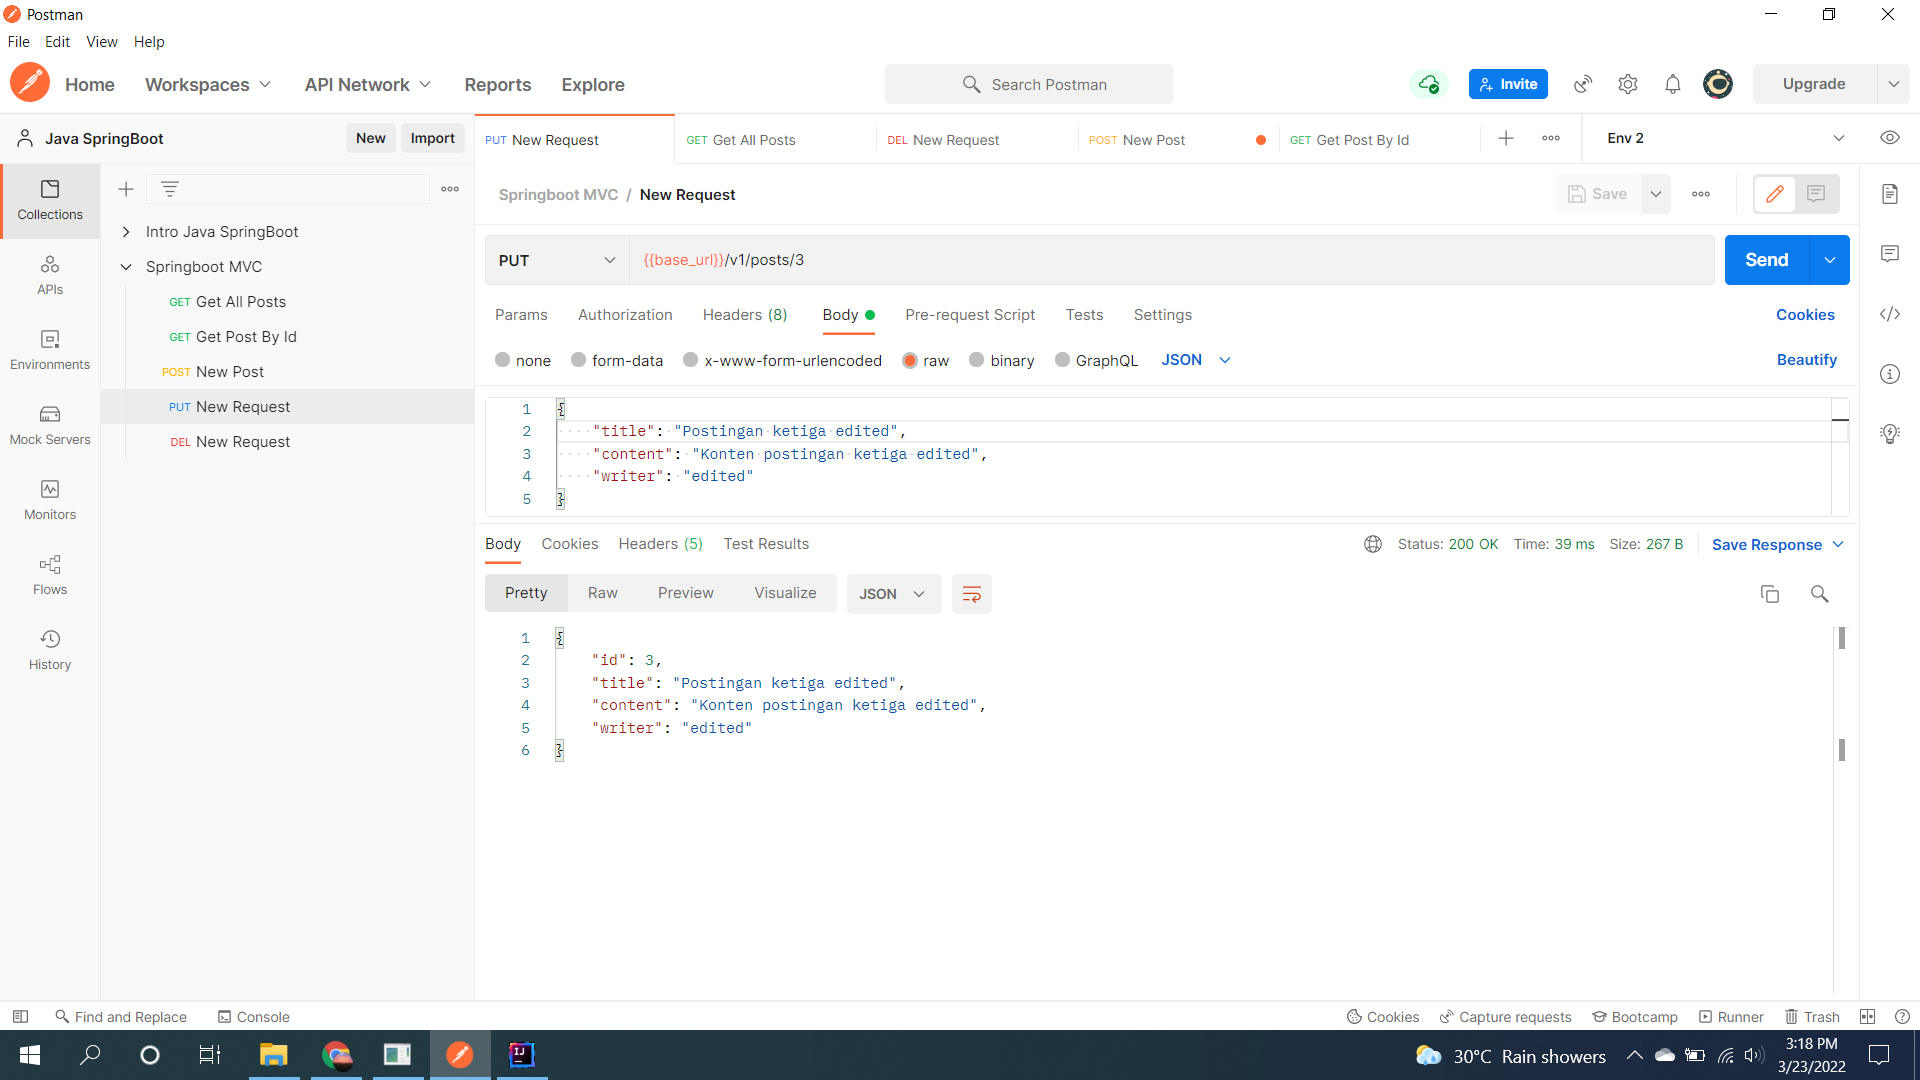 Postman
File Edit View Help
Home Workspaces API Network Reports Explore Search Postman Invite Upgrade
Java SpringBoot New Import
PUT New Request GET Get All Posts DEL New Request POST New Post GET Get Post By Id Env 2
Collections
APIs
Environments
Mock Servers
Monitors
Flows
History
Intro Java SpringBoot
Springboot MVC
GET Get All Posts
GET Get Post By Id
POST New Post
PUT New Request
DEL New Request
Springboot MVC / New Request Save
PUT {{base_url}}/v1/posts/3 Send
Params Authorization Headers (8) Body Pre-request Script Tests Settings Cookies
none form-data x-www-form-urlencoded raw binary GraphQL JSON Beautify
1 {
2 "title": "Postingan ketiga edited",
3 "content": "Konten postingan ketiga edited",
4 "writer": "edited"
5 }
Body Cookies Headers (5) Test Results Status: 200 OK Time: 39 ms Size: 267 B Save Response
Pretty Raw Preview Visualize JSON
1 {
2 "id": 3,
3 "title": "Postingan ketiga edited",
4 "content": "Konten postingan ketiga edited",
5 "writer": "edited"
6 }
Find and Replace Console Cookies Capture requests Bootcamp Runner Trash
IJ 30°C Rain showers 3:18 PM
3/23/2022